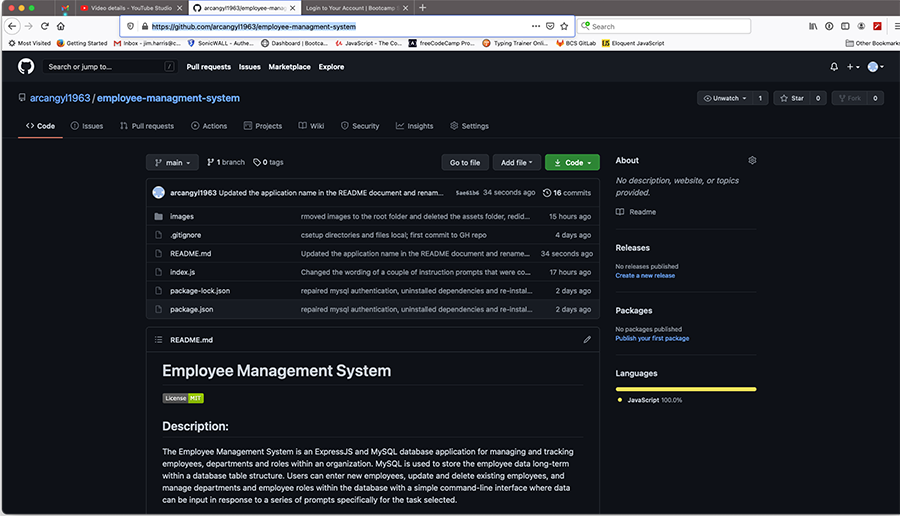 Video details - YouTube Studio
arcangyl1963/employee-manag
Login to Your Account | Bootcamp
https://github.com/arcangyl1963/employee-managment-system
Search
Most Visited Getting Started Inbox - jim.harris@c... SonicWALL - Authe... Dashboard | Bootca... JavaScript - The Co... freeCodeCamp Pro... Typing Trainer Onlin... BCS GitLab Eloquent JavaScript Other Bookmark
Search or jump to... / Pull requests Issues Marketplace Explore
arcangyl1963 / employee-managment-system
Unwatch 1 Star 0 Fork 0
Code Issues Pull requests Actions Projects Wiki Security Insights Settings
main 1 branch 0 tags Go to file Add file Code
arcangyl1963 Updated the application name in the README document and renam... 5ae61b6 34 seconds ago 16 commits
images rmoved images to the root folder and deleted the assets folder, redid... 15 hours ago
.gitignore csetup directories and files local; first commit to GH repo 4 days ago
README.md Updated the application name in the README document and rename... 34 seconds ago
index.js Changed the wording of a couple of Instruction prompts that were co... 17 hours ago
package-lock.json repaired mysql authentication, uninstalled dependencies and re-instal... 2 days ago
package.json repaired mysql authentication, uninstalled dependencies and re-instal... 2 days ago
README.md
Employee Management System
License MIT
Description:
The Employee Management System is an ExpressJS and MySQL database application for managing and tracking
employees, departments and roles within an organization. MySQL is used to store the employee data long-term
within a database table structure. Users can enter new employees, update and delete existing employees, and
manage departments and employee roles within the database with a simple command-line interface where data
can be input in response to a series of prompts specifically for the task selected.
About
No description, website, or topics
provided.
Readme
Releases
No releases published
Create a new release
Packages
No packages published
Publish your first package
Languages
JavaScript 100.0%